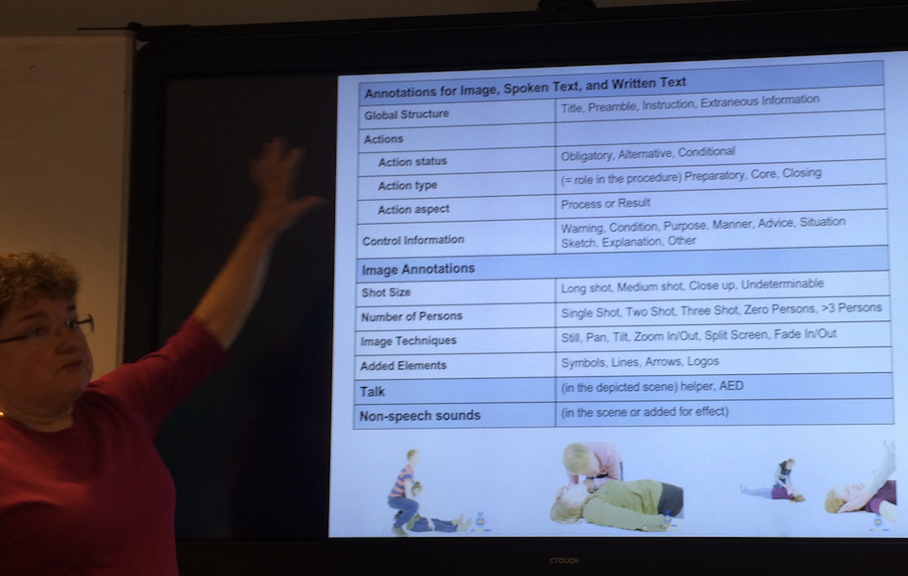 Annotations for Image, Spoken Text, and Written Text
Global Structure
Title, Preamble, Instruction, Extraneous Information
Actions
Action status
Obligatory, Alternative, Conditional
Action type
(= role in the procedure) Preparatory, Core, Closing
Action aspect
Process or Result
Control Information
Warning, Condition, Purpose, Manner, Advice, Situation
Sketch, Explanation, Other
Image Annotations
Shot Size
Long shot, Medium shot, Close up, Undeterminable
Number of Persons
Single Shot, Two Shot, Three Shot, Zero Persons, >3 Persons
Image Techniques
Still, Pan, Tilt, Zoom In/Out, Split Screen, Fade In/Out
Added Elements
Symbols, Lines, Arrows, Logos
Talk
(in the depicted scene) helper, AED
Non-speech sounds
(in the scene or added for effect)
CTOUCH